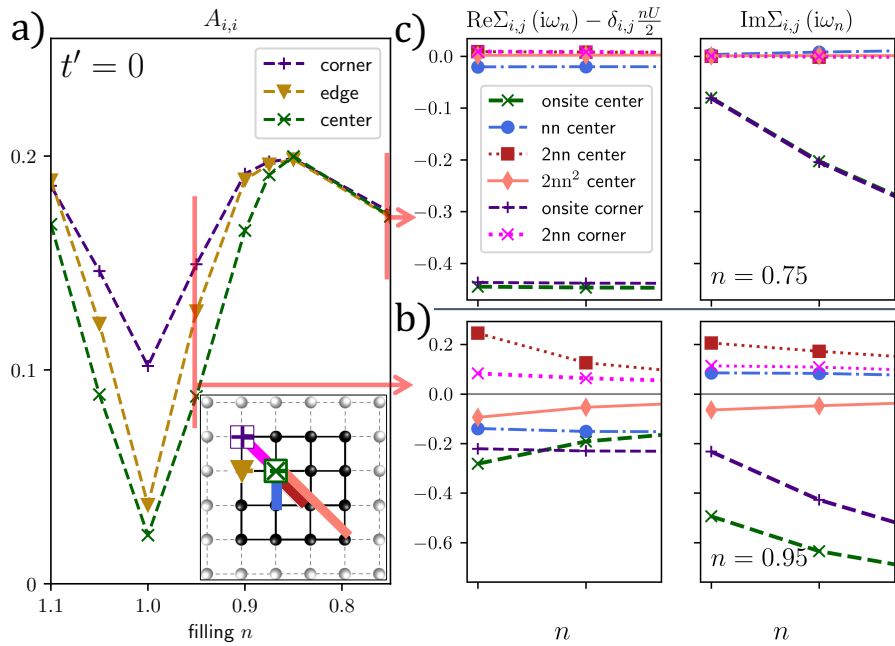 a)
A_{i,i}
t' = 0
corner
edge
center
0.2
0.1
0
1.1
1.0
0.9
0.8
filling n
c)
ReΣ_{i,j} (iω_n) − δ_{i,j} nU/2
ImΣ_{i,j} (iω_n)
0.0
−0.1
−0.2
−0.3
−0.4
onsite center
nn center
2nn center
2nn² center
onsite corner
2nn corner
n = 0.75
b)
0.2
0.0
−0.2
−0.4
−0.6
n = 0.95
n
n